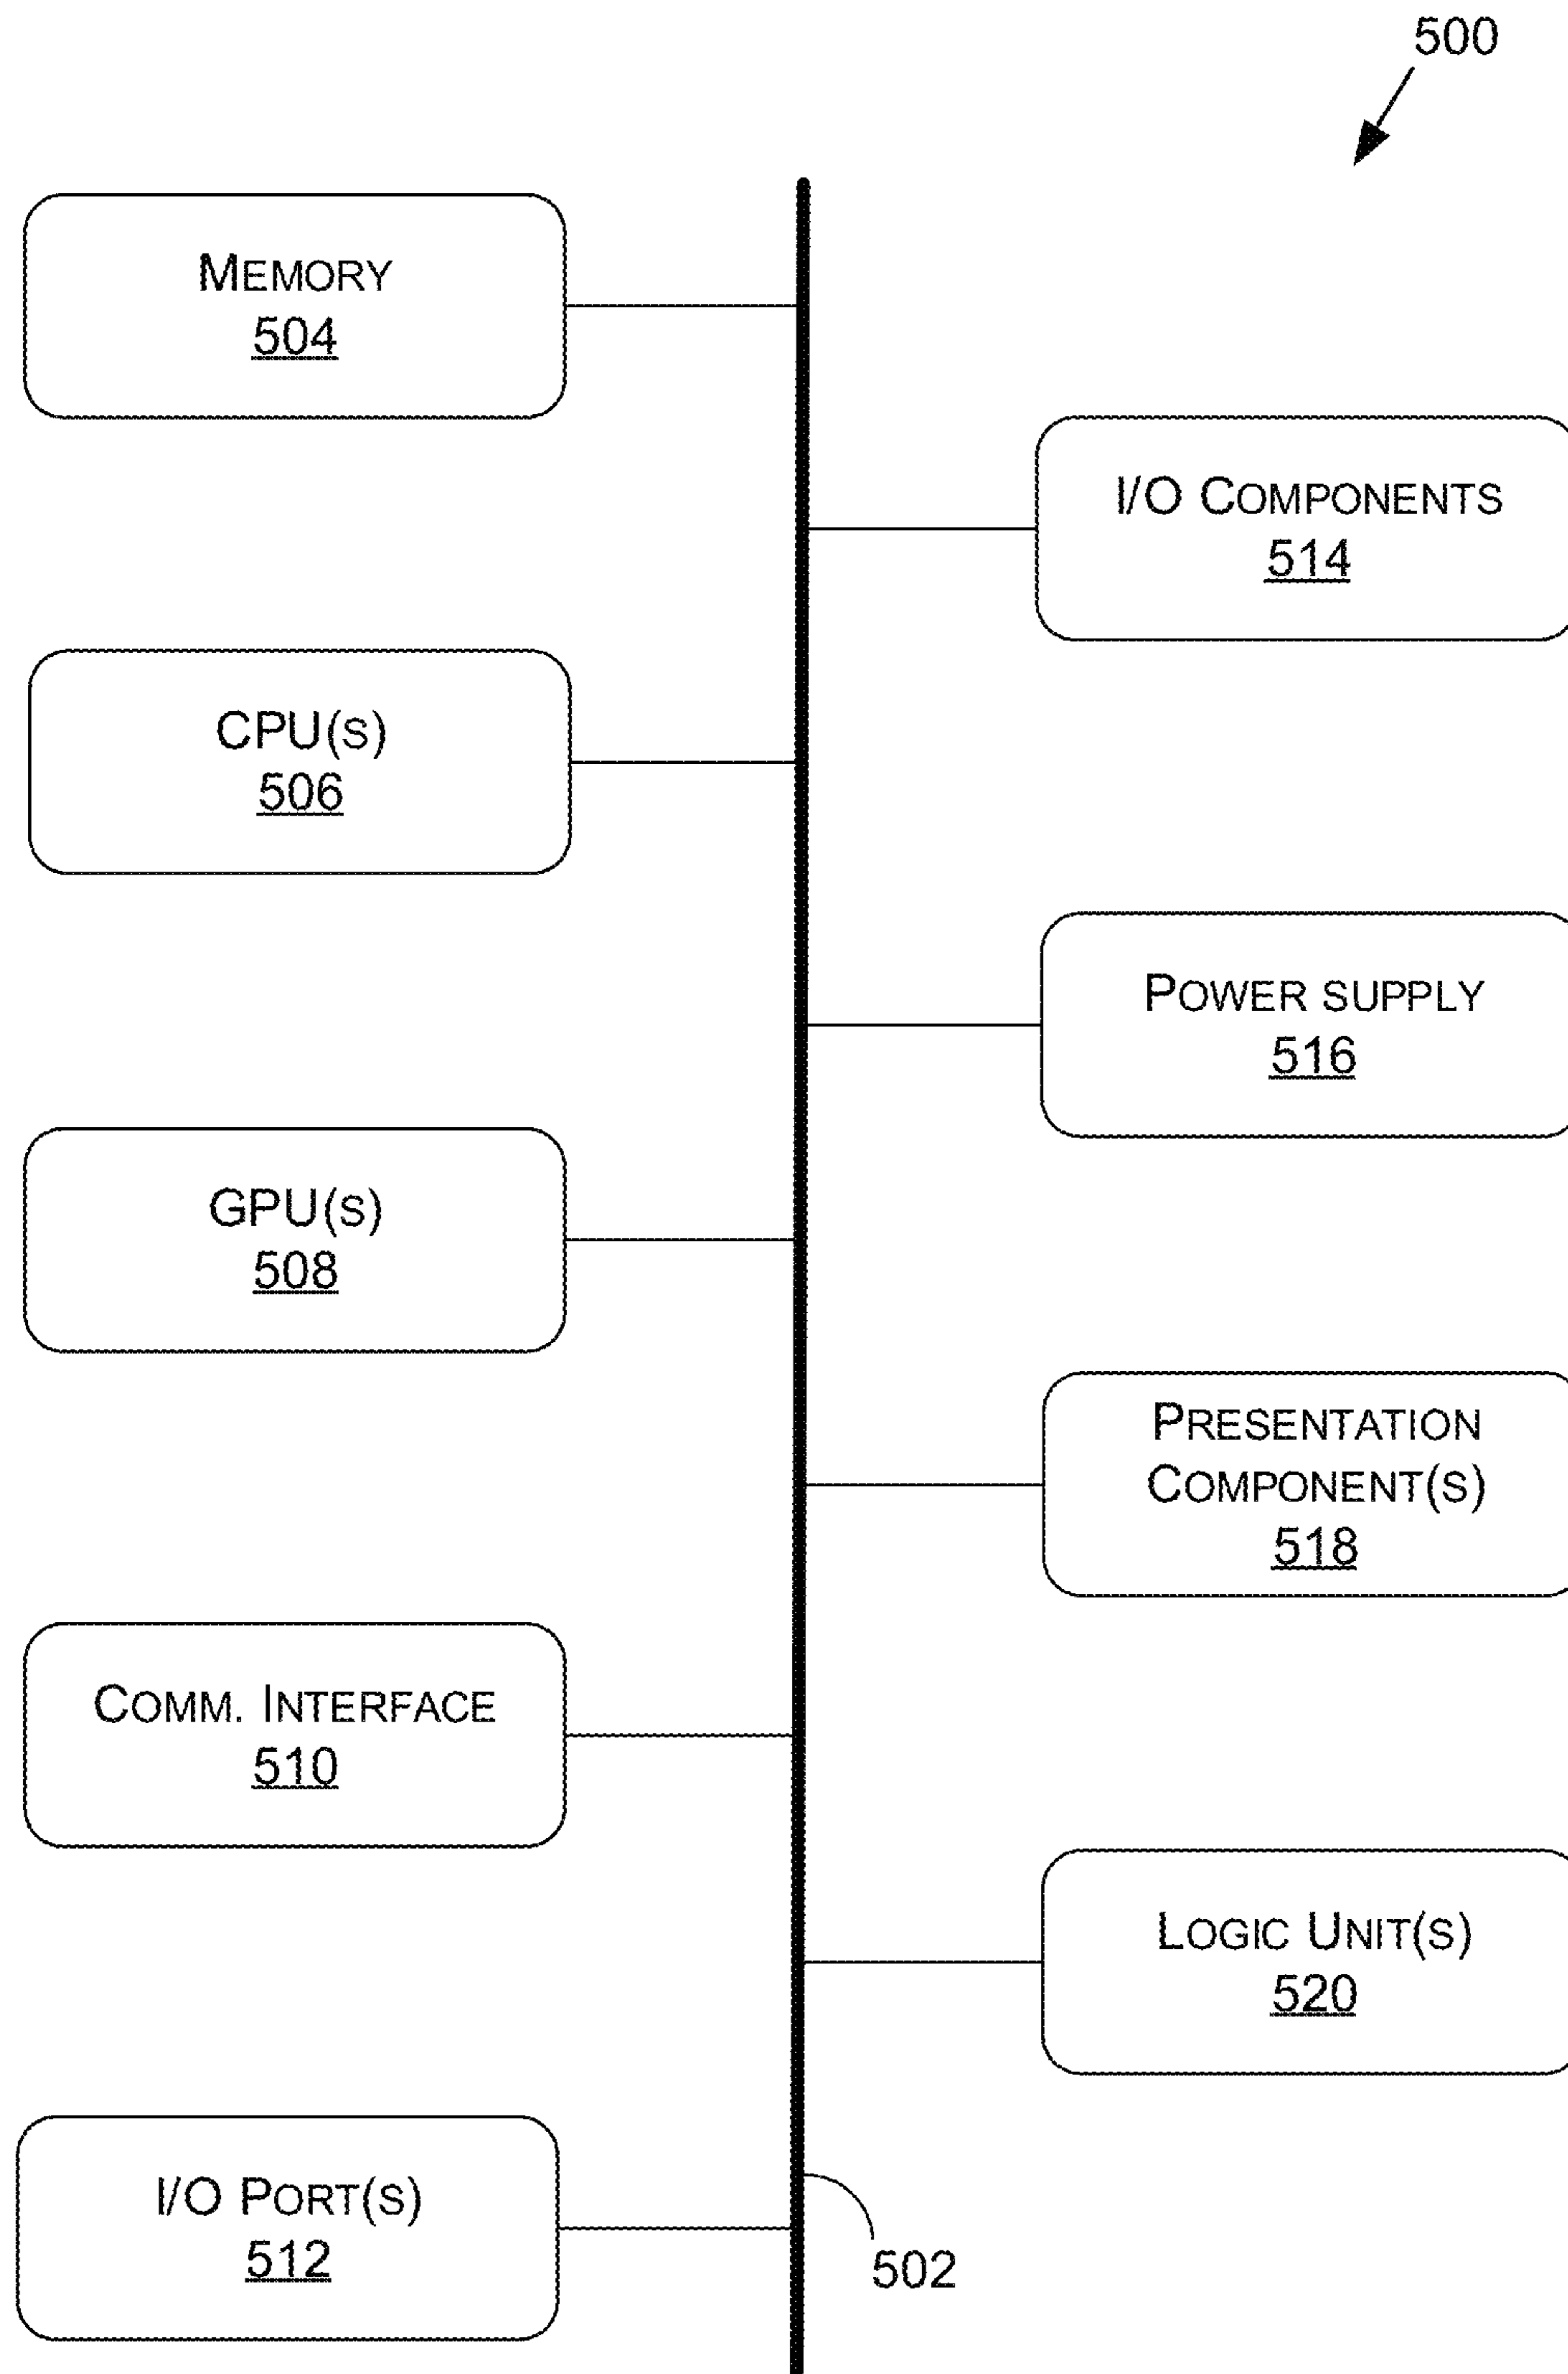 500
MEMORY
504
I/O COMPONENTS
514
CPU(S)
506
POWER SUPPLY
516
GPU(S)
508
PRESENTATION
COMPONENT(S)
518
COMM. INTERFACE
510
LOGIC UNIT(S)
520
I/O PORT(S)
512
502